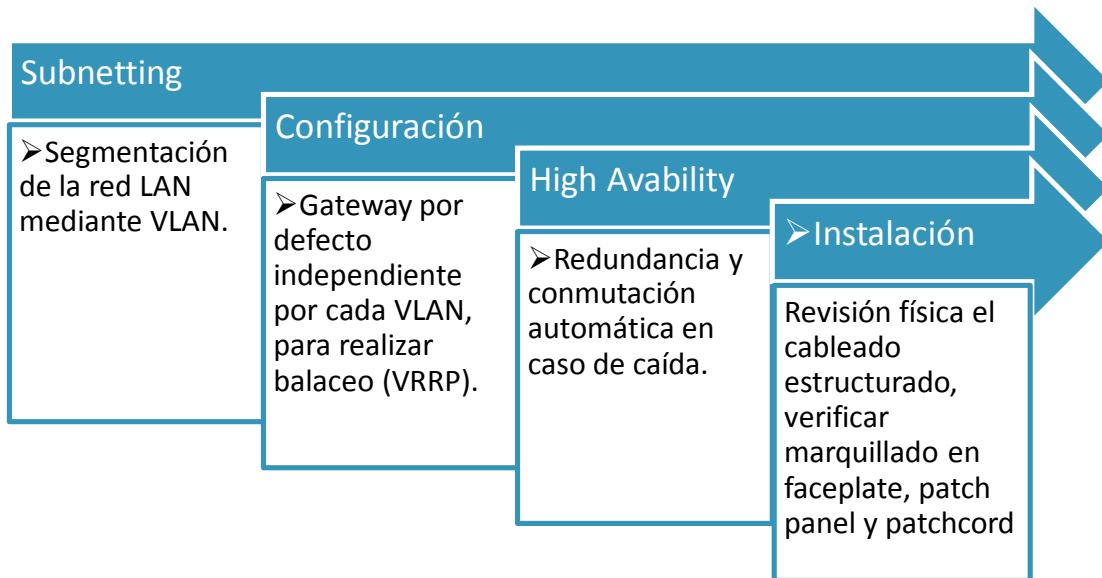 Subnetting
➢Segmentación
de la red LAN
mediante VLAN.
Configuración
➢Gateway por
defecto
independiente
por cada VLAN,
para realizar
balaceo (VRRP).
High Avability
➢Redundancia y
conmutación
automática en
caso de caída.
➢Instalación
Revisión física el
cableado
estructurado,
verificar
marquillado en
faceplate, patch
panel y patchcord